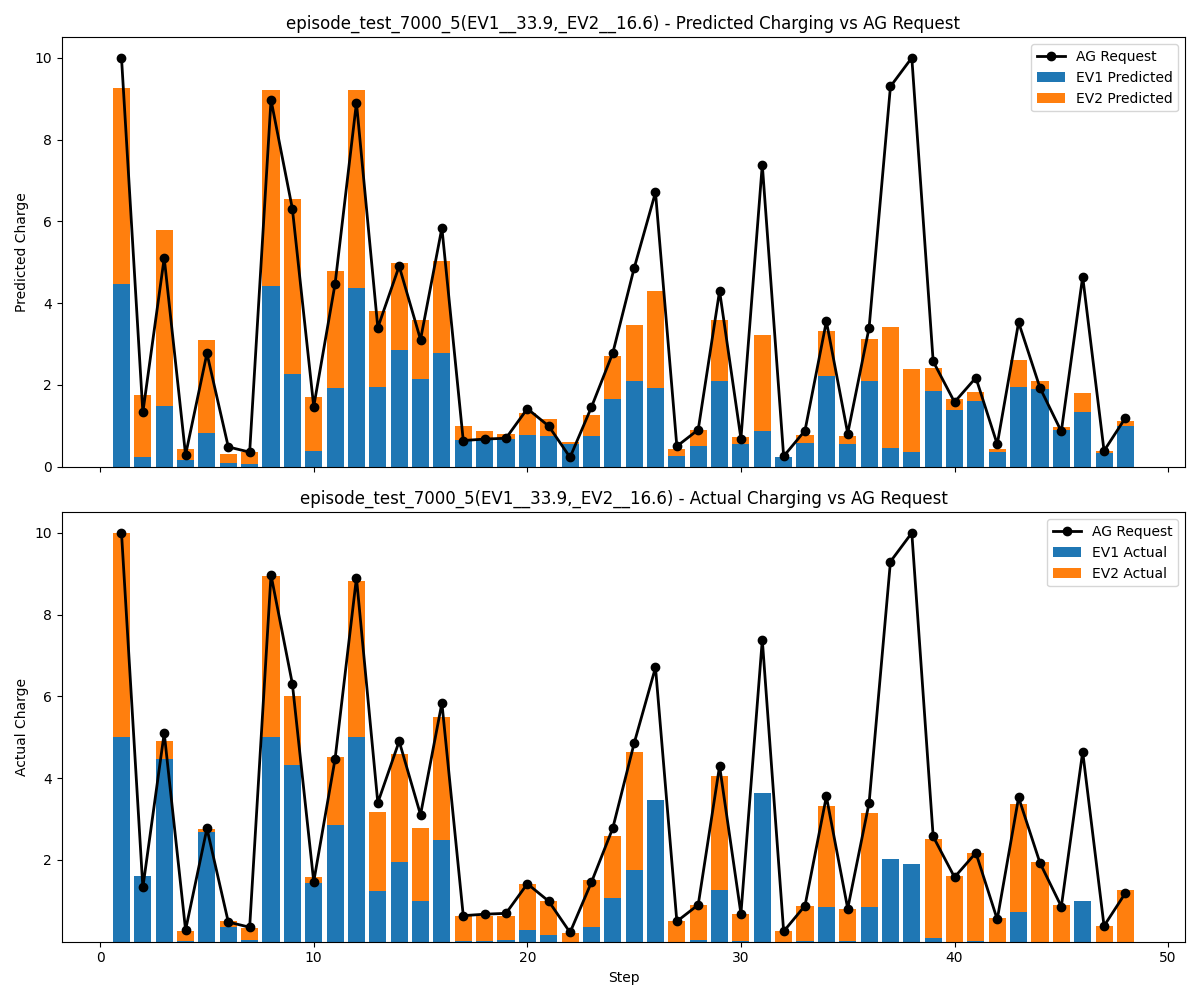 episode_test_7000_5(EV1__33.9,_EV2__16.6) - Predicted Charging vs AG Request
10
8
6
4
2
0
Predicted Charge
AG Request
EV1 Predicted
EV2 Predicted
episode_test_7000_5(EV1__33.9,_EV2__16.6) - Actual Charging vs AG Request
10
8
6
4
2
Actual Charge
AG Request
EV1 Actual
EV2 Actual
0 10 20 30 40 50
Step